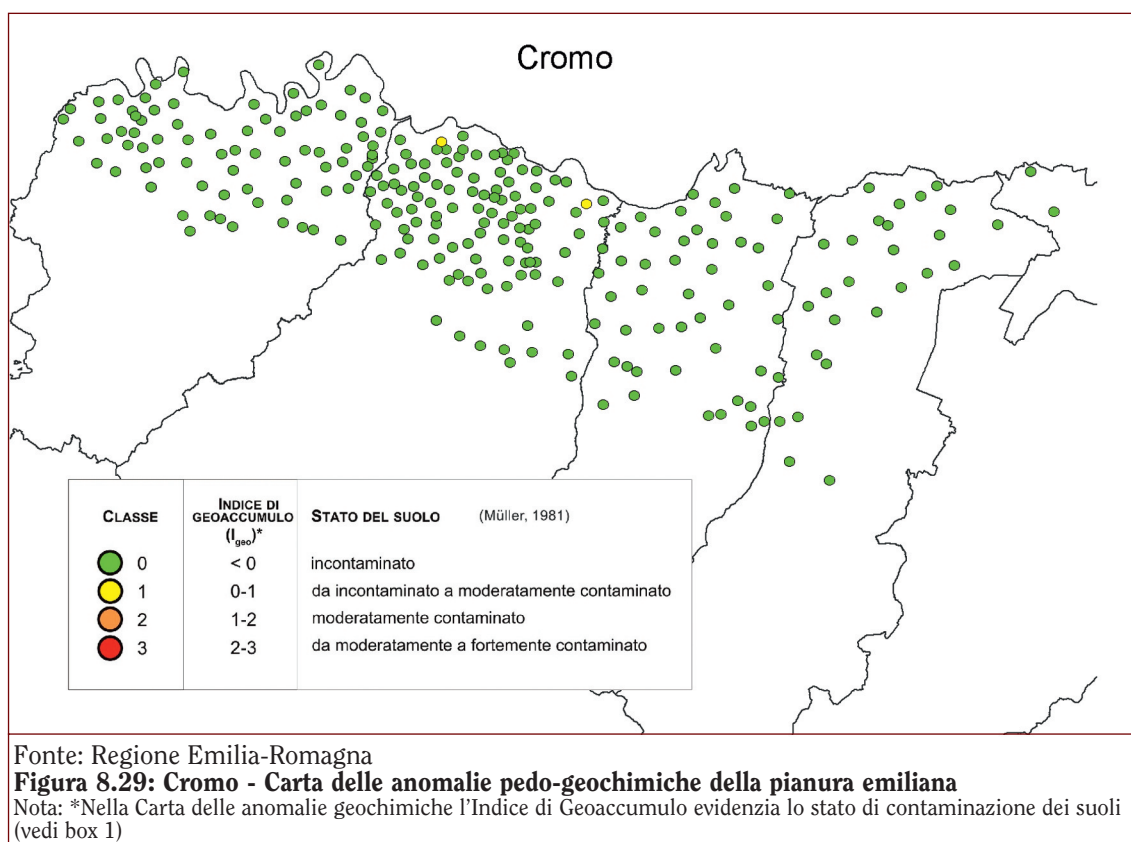 Cromo
CLASSE INDICE DI GEOACCUMULO (Igeo)* STATO DEL SUOLO (Müller, 1981)
0 < 0 incontaminato
1 0-1 da incontaminato a moderatamente contaminato
2 1-2 moderatamente contaminato
3 2-3 da moderatamente a fortemente contaminato
Fonte: Regione Emilia-Romagna
Figura 8.29: Cromo - Carta delle anomalie pedo-geochimiche della pianura emiliana
Nota: *Nella Carta delle anomalie geochimiche l'Indice di Geoaccumulo evidenzia lo stato di contaminazione dei suoli
(vedi box 1)